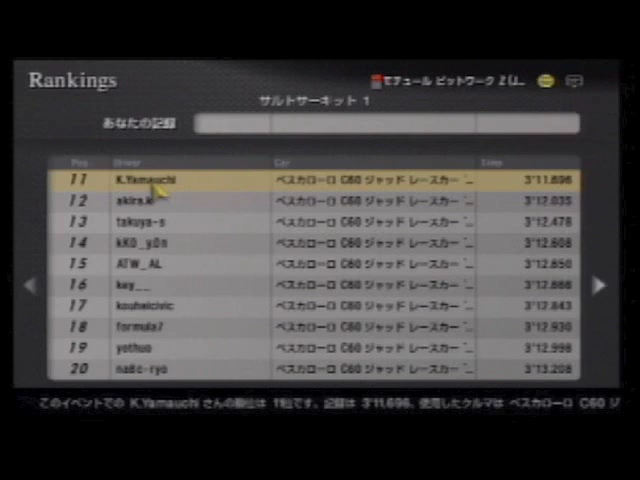 Rankings
モチュール ピットワーク Z (J...
サルトサーキット 1
あなたの記録
Pos. Driver Car Time
11 K.Yamauchi ペスカローロ C60 ジャッド レースカー '... 3'11.696
12 akira.k ペスカローロ C60 ジャッド レースカー '... 3'12.035
13 takuya-s ペスカローロ C60 ジャッド レースカー '... 3'12.478
14 ペスカローロ C60 ジャッド レースカー '... 3'12.608
15 ATW_AL ペスカローロ C60 ジャッド レースカー '... 3'12.650
16 key__ ペスカローロ C60 ジャッド レースカー '... 3'12.666
17 kouheicivic ペスカローロ C60 ジャッド レースカー '... 3'12.843
18 formula7 ペスカローロ C60 ジャッド レースカー '... 3'12.930
19 yothuo ペスカローロ C60 ジャッド レースカー '... 3'12.998
20 na8c-ryo ペスカローロ C60 ジャッド レースカー '... 3'13.208
このイベントでの K.Yamauchi さんの順位は 11位です。記録は 3'11.696、使用したクルマは ペスカローロ C60 ジ